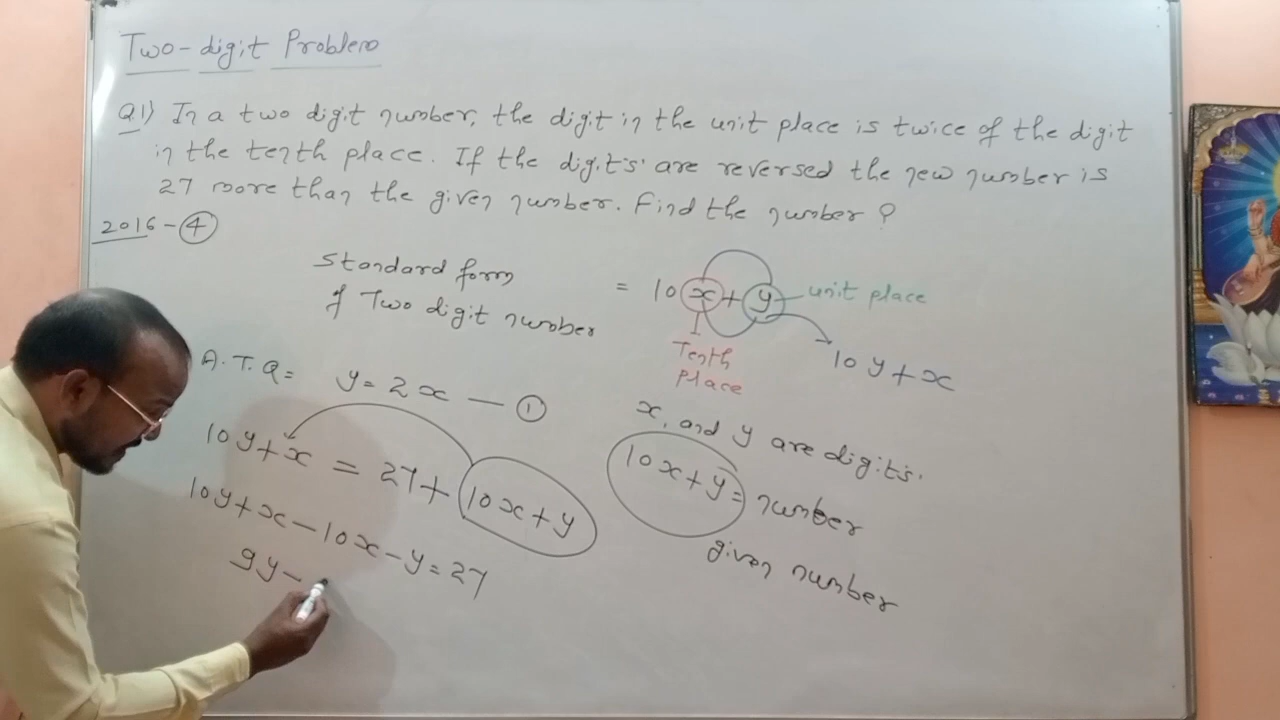 Two-digit Problem
Q1) In a two digit number, the digit in the unit place is twice of the digit
in the tenth place. If the digits are reversed the new number is
27 more than the given number. Find the number ?
2016 - 4
Standard form
of Two digit number
= 10x + y
unit place
Tenth
place
10y+x
A.T.Q= y = 2x — 1
x, and y are digits.
10y+x = 27+10x+y
10x+y = number
given number
10y+x-10x-y=27
9y-